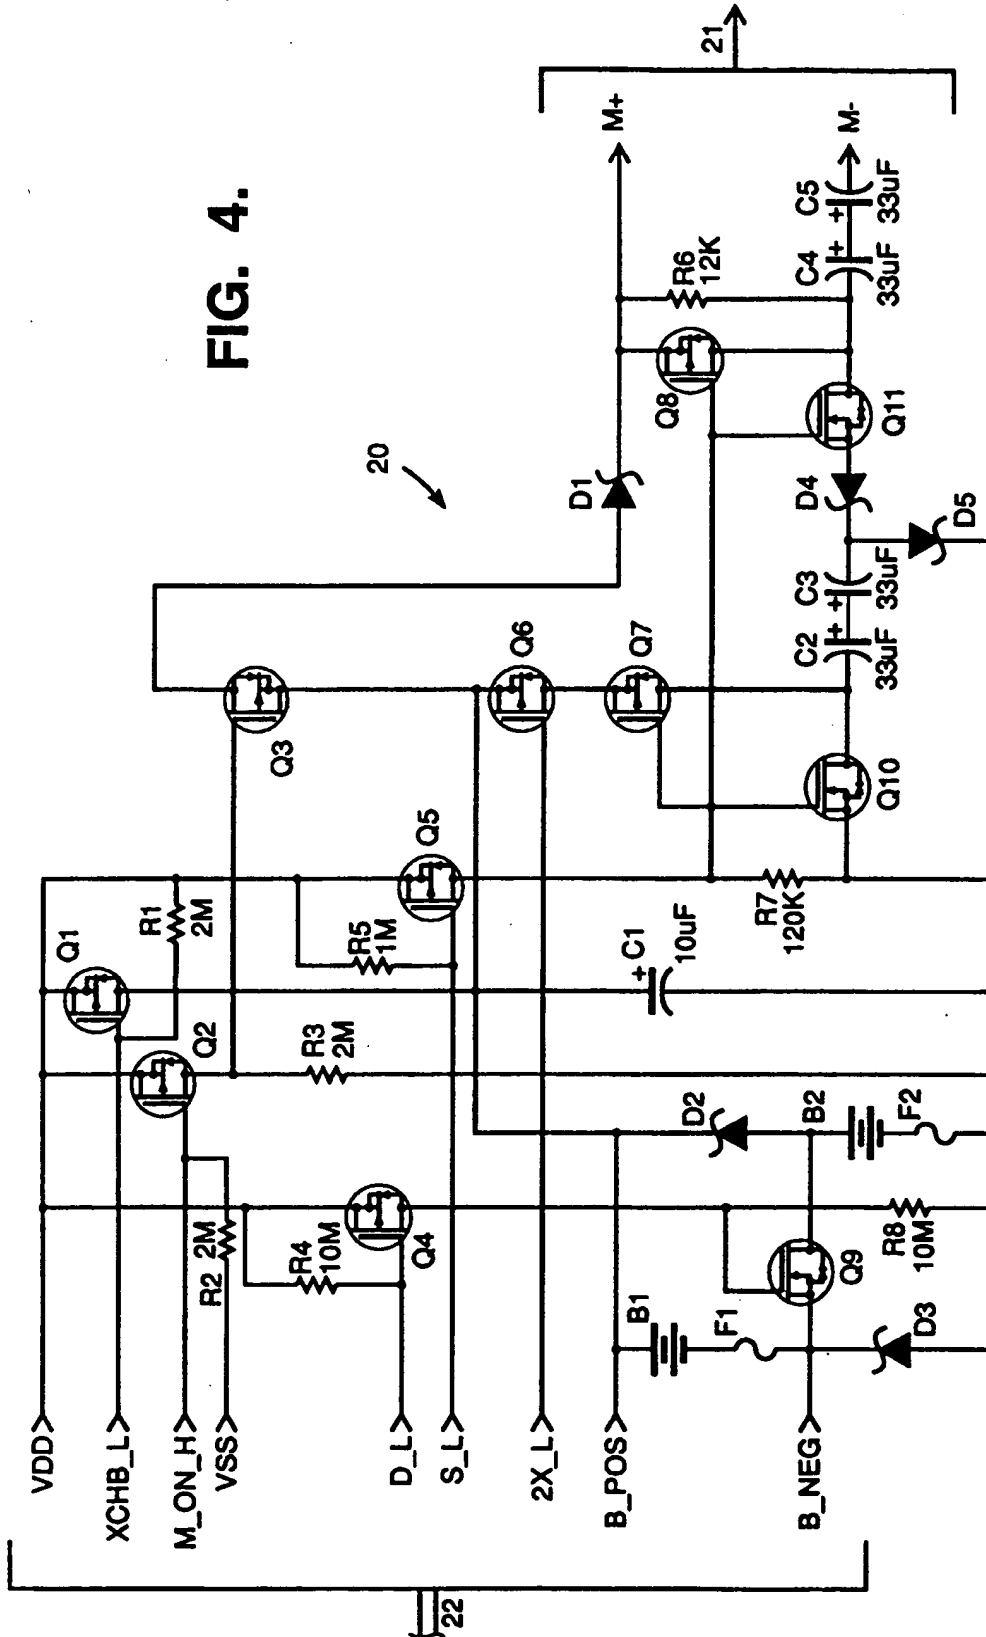 FIG. 4.
20
21
22
VDD
XCHB_L
M_ON_H
VSS
D_L
S_L
2X_L
B_POS
B_NEG
M+
M-
Q1
R1
2M
Q2
R2
2M
R3
2M
Q3
R4
10M
Q4
R5
1M
Q5
C1
+
10uF
Q6
Q7
D1
Q8
R6
12K
R7
120K
Q10
C2
+
33uF
C3
+
33uF
D4
D5
Q11
C4
+
33uF
C5
+
33uF
B1
F1
D2
B2
F2
Q9
R8
10M
D3